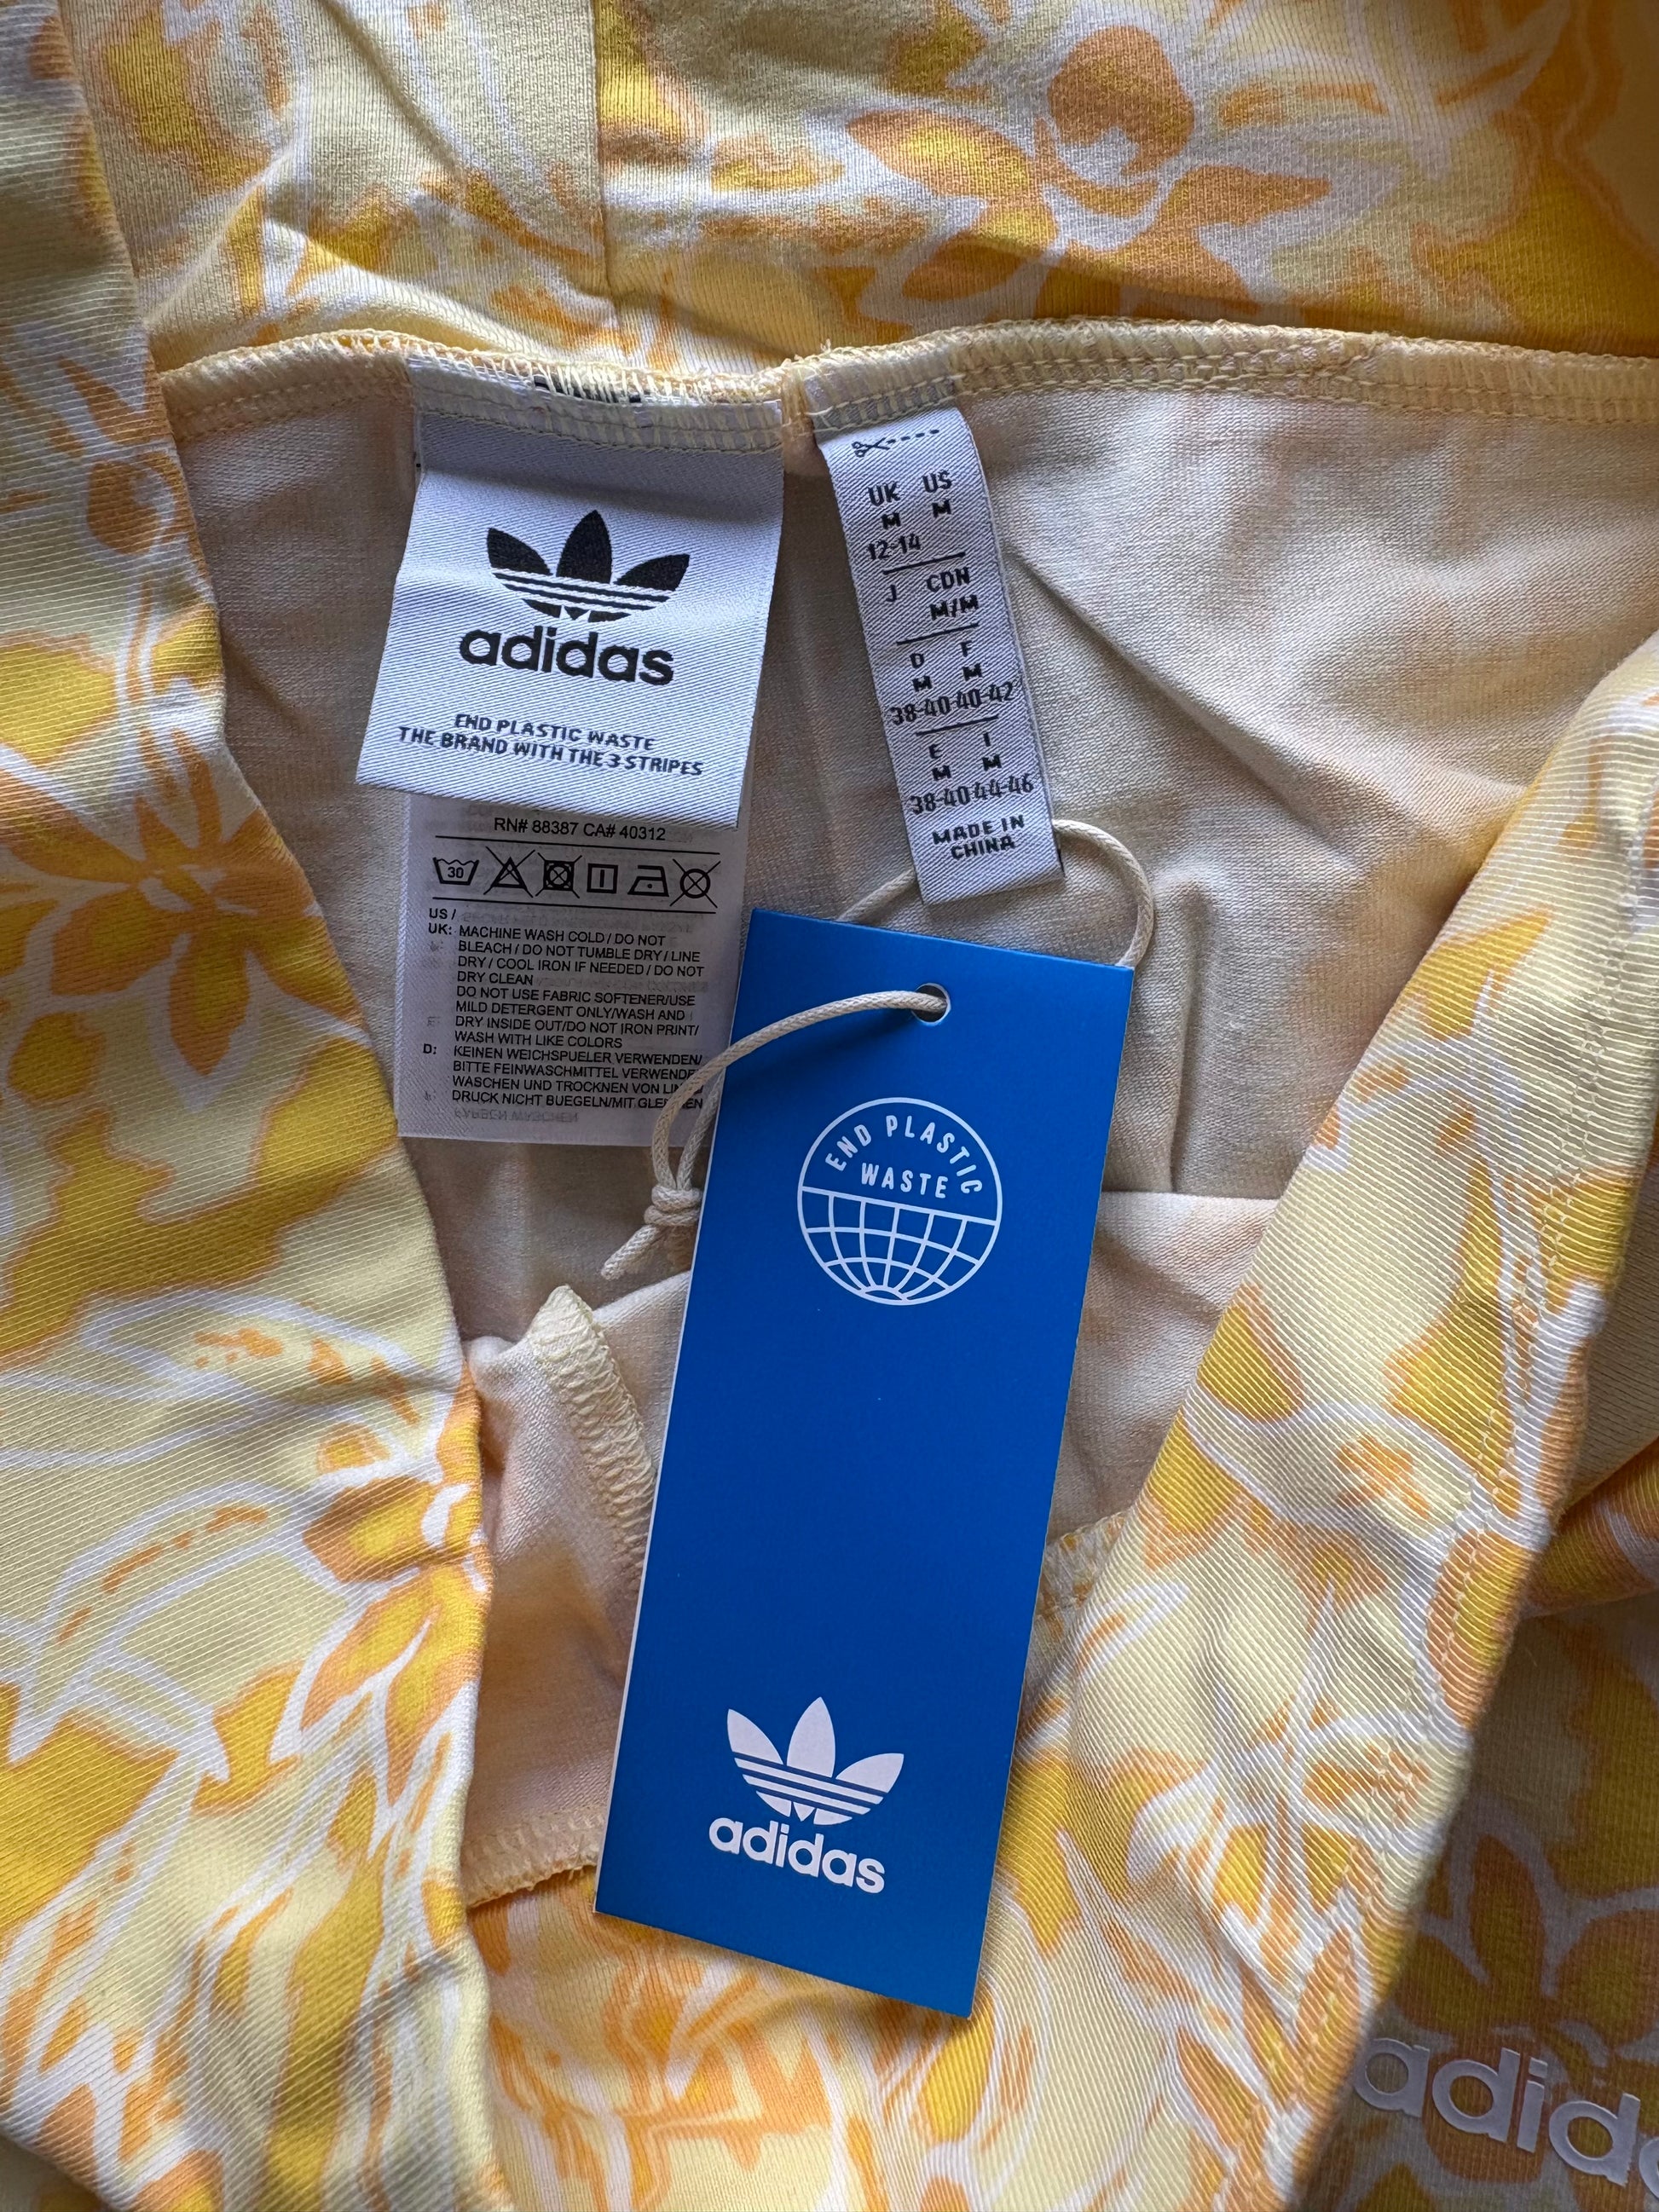 adidas
END PLASTIC WASTE
THE BRAND WITH THE 3 STRIPES
RN# 88387 CA# 40312
30
US /
UK: MACHINE WASH COLD / DO NOT
BLEACH / DO NOT TUMBLE DRY / LINE
DRY / COOL IRON IF NEEDED / DO NOT
DRY CLEAN
DO NOT USE FABRIC SOFTENER/USE
MILD DETERGENT ONLY/WASH AND
DRY INSIDE OUT/DO NOT IRON PRINT/
WASH WITH LIKE COLORS
D: KEINEN WEICHSPUELER VERWENDEN/
BITTE FEINWASCHMITTEL
WASCHEN UND TROCKNEN VON
DRUCK NICHT BUEGELN/MIT
UK US
M M
12-14
J CDN
M/M
D F
M M
38-40 40-42
E I
M M
38-40 44-46
MADE IN
CHINA
END PLASTIC
WASTE
adidas